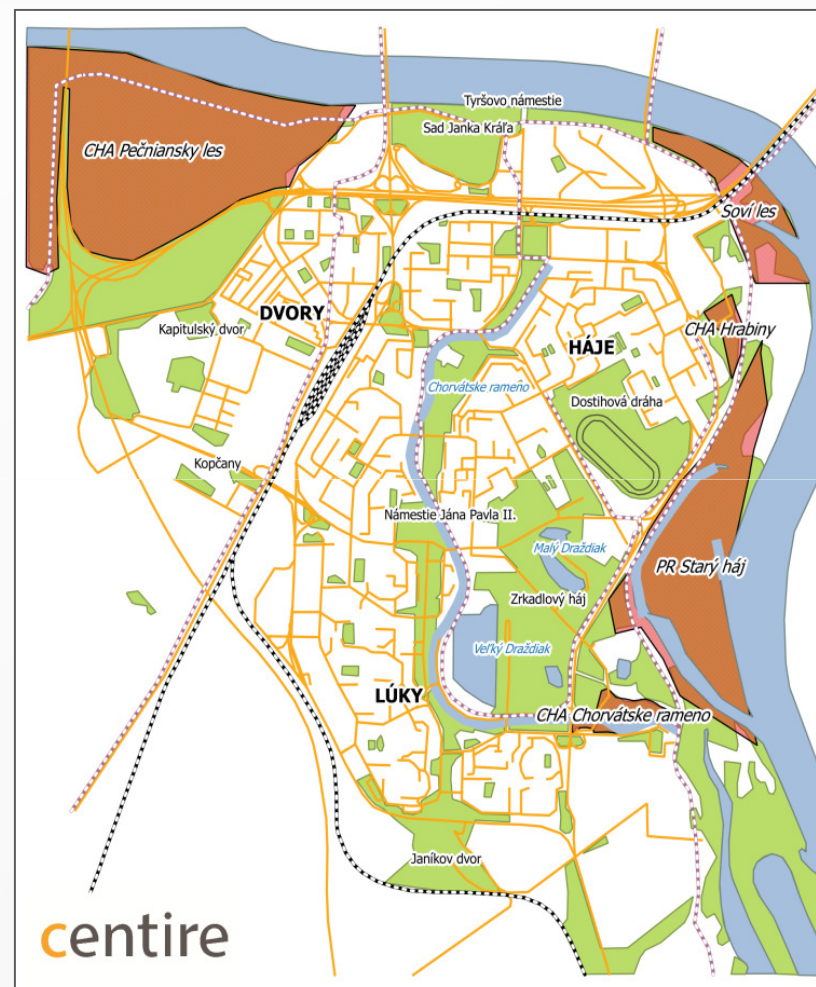 Tyršovo námestie
Sad Janka Kráľa
CHA Pečniansky les
Soví les
DVORY
Kapitulský dvor
CHA Hrabiny
HÁJE
Chorvátske rameno
Dostihová dráha
Kopčany
Námestie Jána Pavla II.
Malý Draždiak
PR Starý háj
Zrkadlový háj
Veľký Draždiak
LÚKY
CHA Chorvátske rameno
Janíkov dvor
centire